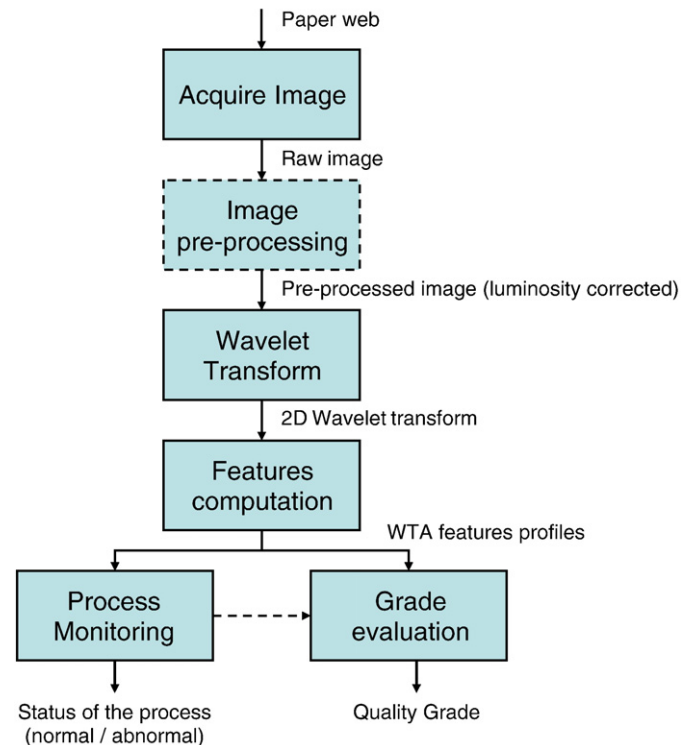 Paper web
Acquire Image
Raw image
Image
pre-processing
Pre-processed image (luminosity corrected)
Wavelet
Transform
2D Wavelet transform
Features
computation
WTA features profiles
Process
Monitoring
Grade
evaluation
Status of the process
(normal / abnormal)
Quality Grade